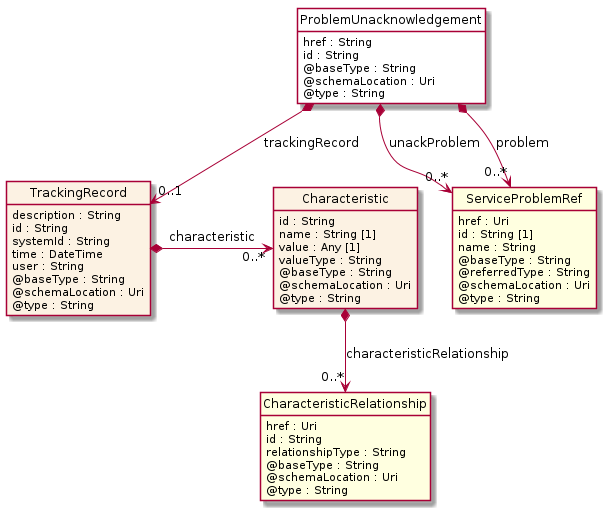 ProblemUnacknowledgement
href : String
id : String
@baseType : String
@schemaLocation : Uri
@type : String
trackingRecord
unackProblem
problem
0..1
0..*
0..*
TrackingRecord
description : String
id : String
systemId : String
time : DateTime
user : String
@baseType : String
@schemaLocation : Uri
@type : String
characteristic
0..*
Characteristic
id : String
name : String [1]
value : Any [1]
valueType : String
@baseType : String
@schemaLocation : Uri
@type : String
ServiceProblemRef
href : Uri
id : String [1]
name : String
@baseType : String
@referredType : String
@schemaLocation : Uri
@type : String
characteristicRelationship
0..*
CharacteristicRelationship
href : Uri
id : String
relationshipType : String
@baseType : String
@schemaLocation : Uri
@type : String